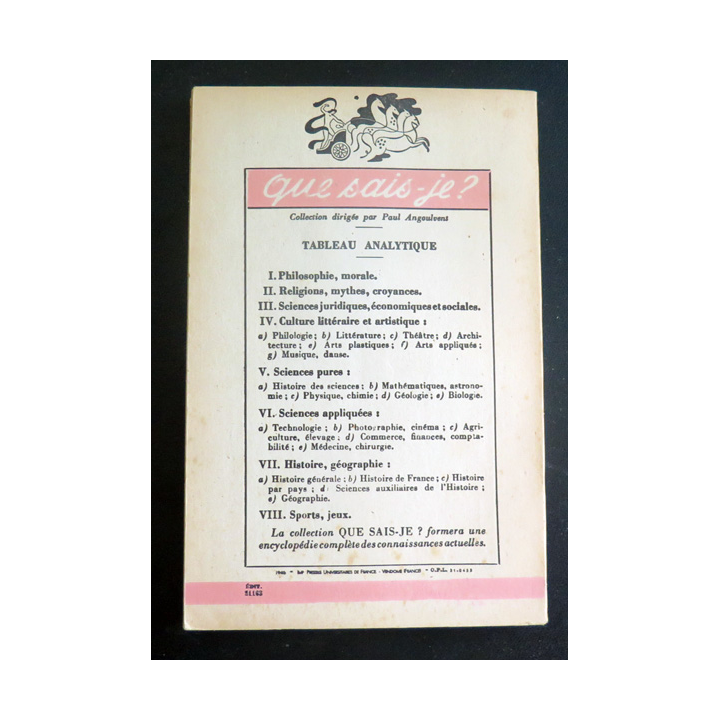 que sais-je?
Collection dirigée par Paul Angoulvent
TABLEAU ANALYTIQUE
I. Philosophie, morale.
II. Religions, mythes, croyances.
III. Sciences juridiques, économiques et sociales.
IV. Culture littéraire et artistique :
a) Philologie ; b) Littérature ; c) Théâtre ; d) Archi-
tecture ; e) Arts plastiques ; f) Arts appliqués ;
g) Musique, danse.
V. Sciences pures :
a) Histoire des sciences ; b) Mathématiques, astrono-
mie ; c) Physique, chimie ; d) Géologie ; e) Biologie.
VI. Sciences appliquées :
a) Technologie ; b) Photographie, cinéma ; c) Agri-
culture, élevage ; d) Commerce, finances, compta-
bilité ; e) Médecine, chirurgie.
VII. Histoire, géographie :
a) Histoire générale ; b) Histoire de France ; c) Histoire
par pays ; d) Sciences auxiliaires de l'Histoire ;
e) Géographie.
VIII. Sports, jeux.
La collection QUE SAIS-JE ? formera une
encyclopédie complète des connaissances actuelles.
PRESSES UNIVERSITAIRES DE FRANCE - VENDÔME (FRANCE) - O.P.L.
ÉDIT.
21163